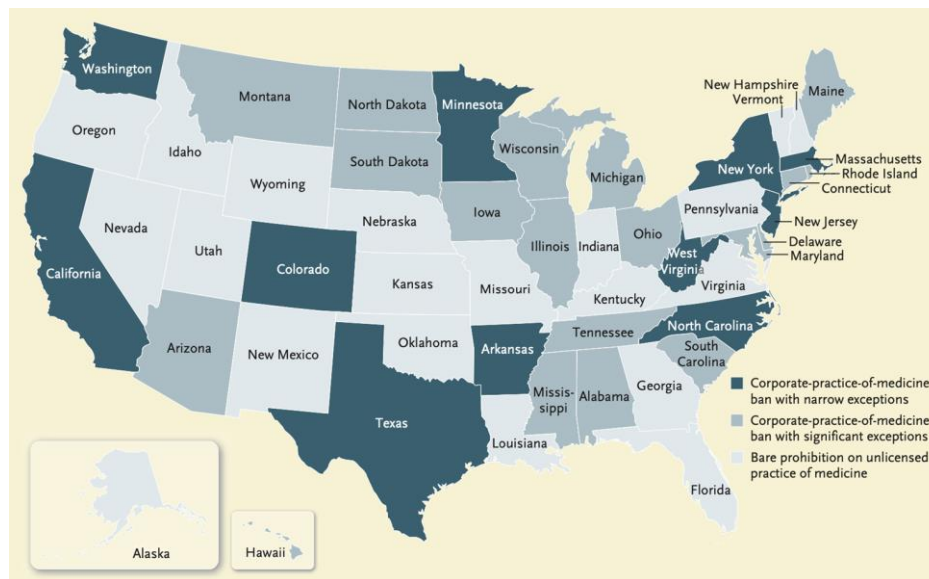 Washington
Montana
North Dakota
Minnesota
New Hampshire
Vermont
Maine
Oregon
Idaho
South Dakota
Wisconsin
Michigan
New York
Massachusetts
Rhode Island
Connecticut
Wyoming
Iowa
Pennsylvania
New Jersey
Nevada
Nebraska
Illinois
Indiana
Ohio
Delaware
Maryland
California
Utah
Colorado
Kansas
Missouri
West
Virginia
Virginia
Kentucky
Arizona
New Mexico
Oklahoma
Arkansas
Tennessee
North Carolina
South
Carolina
Texas
Louisiana
Missis-
sippi
Alabama
Georgia
Florida
Corporate-practice-of-medicine
ban with narrow exceptions
Corporate-practice-of-medicine
ban with significant exceptions
Bare prohibition on unlicensed
practice of medicine
Alaska
Hawaii